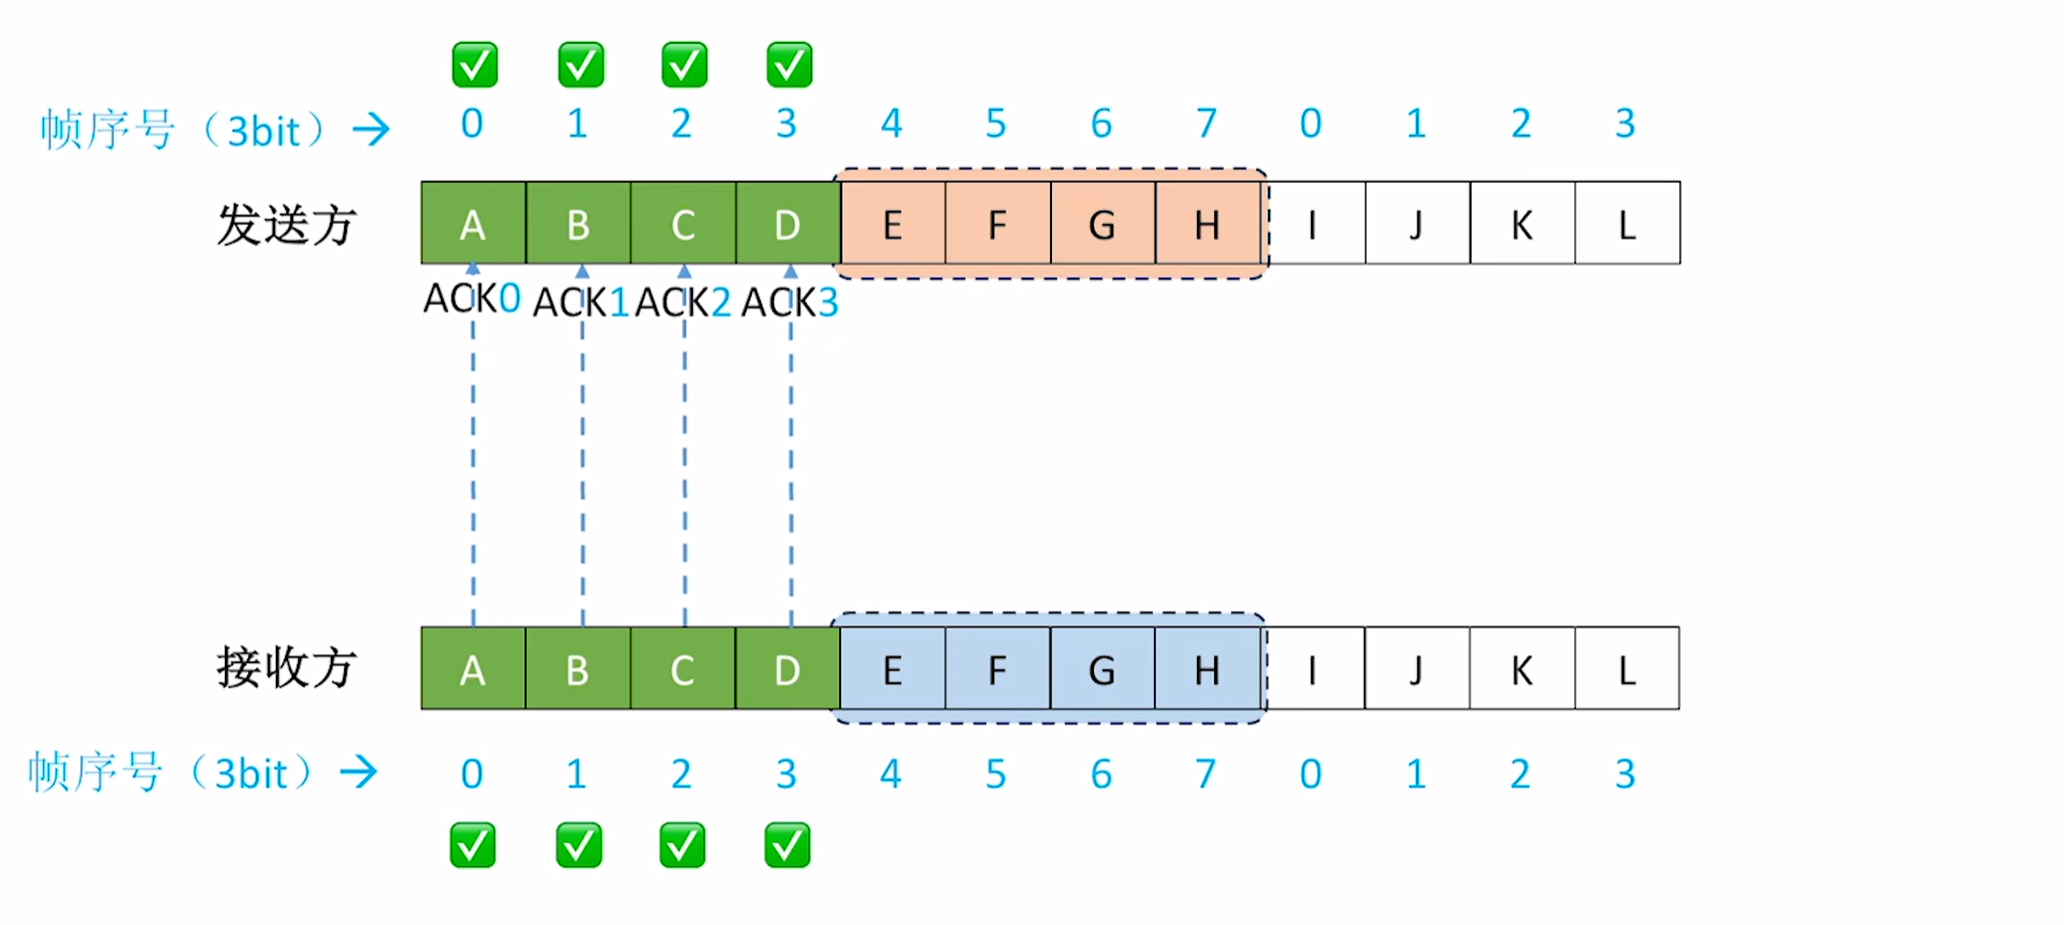 帧序号（3bit）→ 0 1 2 3 4 5 6 7 0 1 2 3
发送方 A B C D E F G H I J K L
ACK0 ACK1 ACK2 ACK3
接收方 A B C D E F G H I J K L
帧序号（3bit）→ 0 1 2 3 4 5 6 7 0 1 2 3